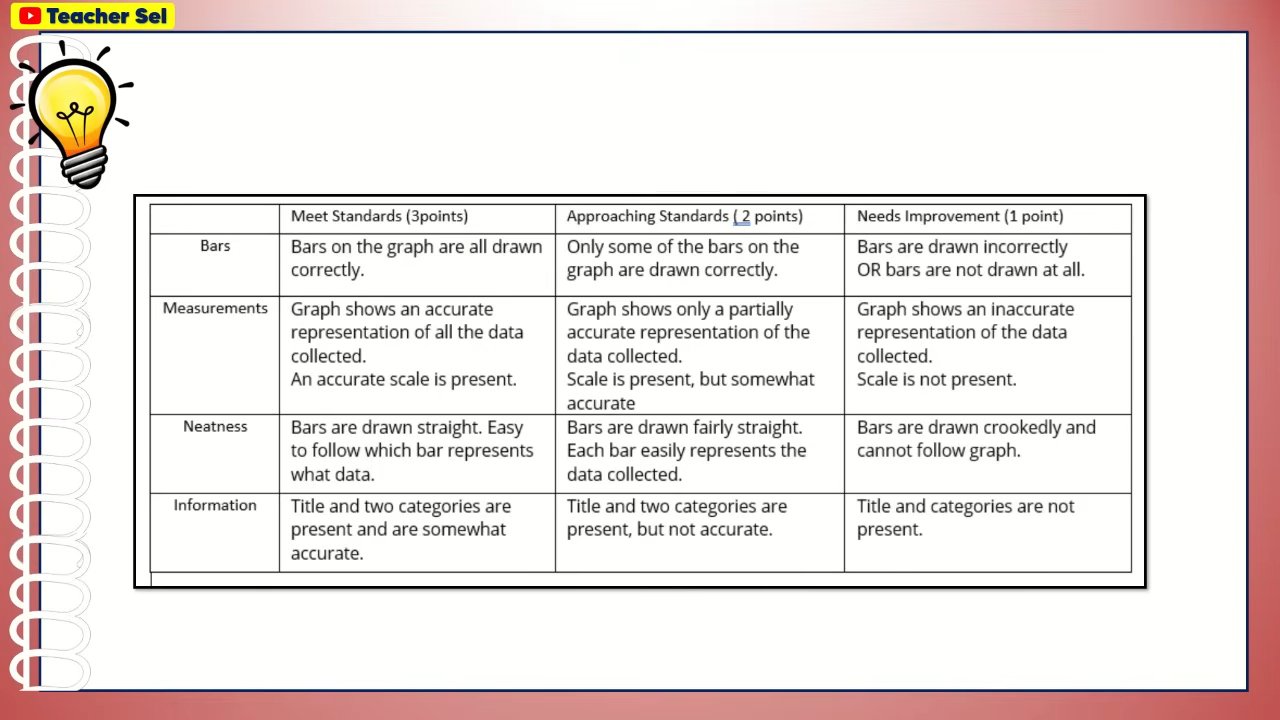 Teacher Sel
Meet Standards (3points)
Approaching Standards ( 2 points)
Needs Improvement (1 point)
Bars
Bars on the graph are all drawn
correctly.
Only some of the bars on the
graph are drawn correctly.
Bars are drawn incorrectly
OR bars are not drawn at all.
Measurements
Graph shows an accurate
representation of all the data
collected.
An accurate scale is present.
Graph shows only a partially
accurate representation of the
data collected.
Scale is present, but somewhat
accurate
Graph shows an inaccurate
representation of the data
collected.
Scale is not present.
Neatness
Bars are drawn straight. Easy
to follow which bar represents
what data.
Bars are drawn fairly straight.
Each bar easily represents the
data collected.
Bars are drawn crookedly and
cannot follow graph.
Information
Title and two categories are
present and are somewhat
accurate.
Title and two categories are
present, but not accurate.
Title and categories are not
present.